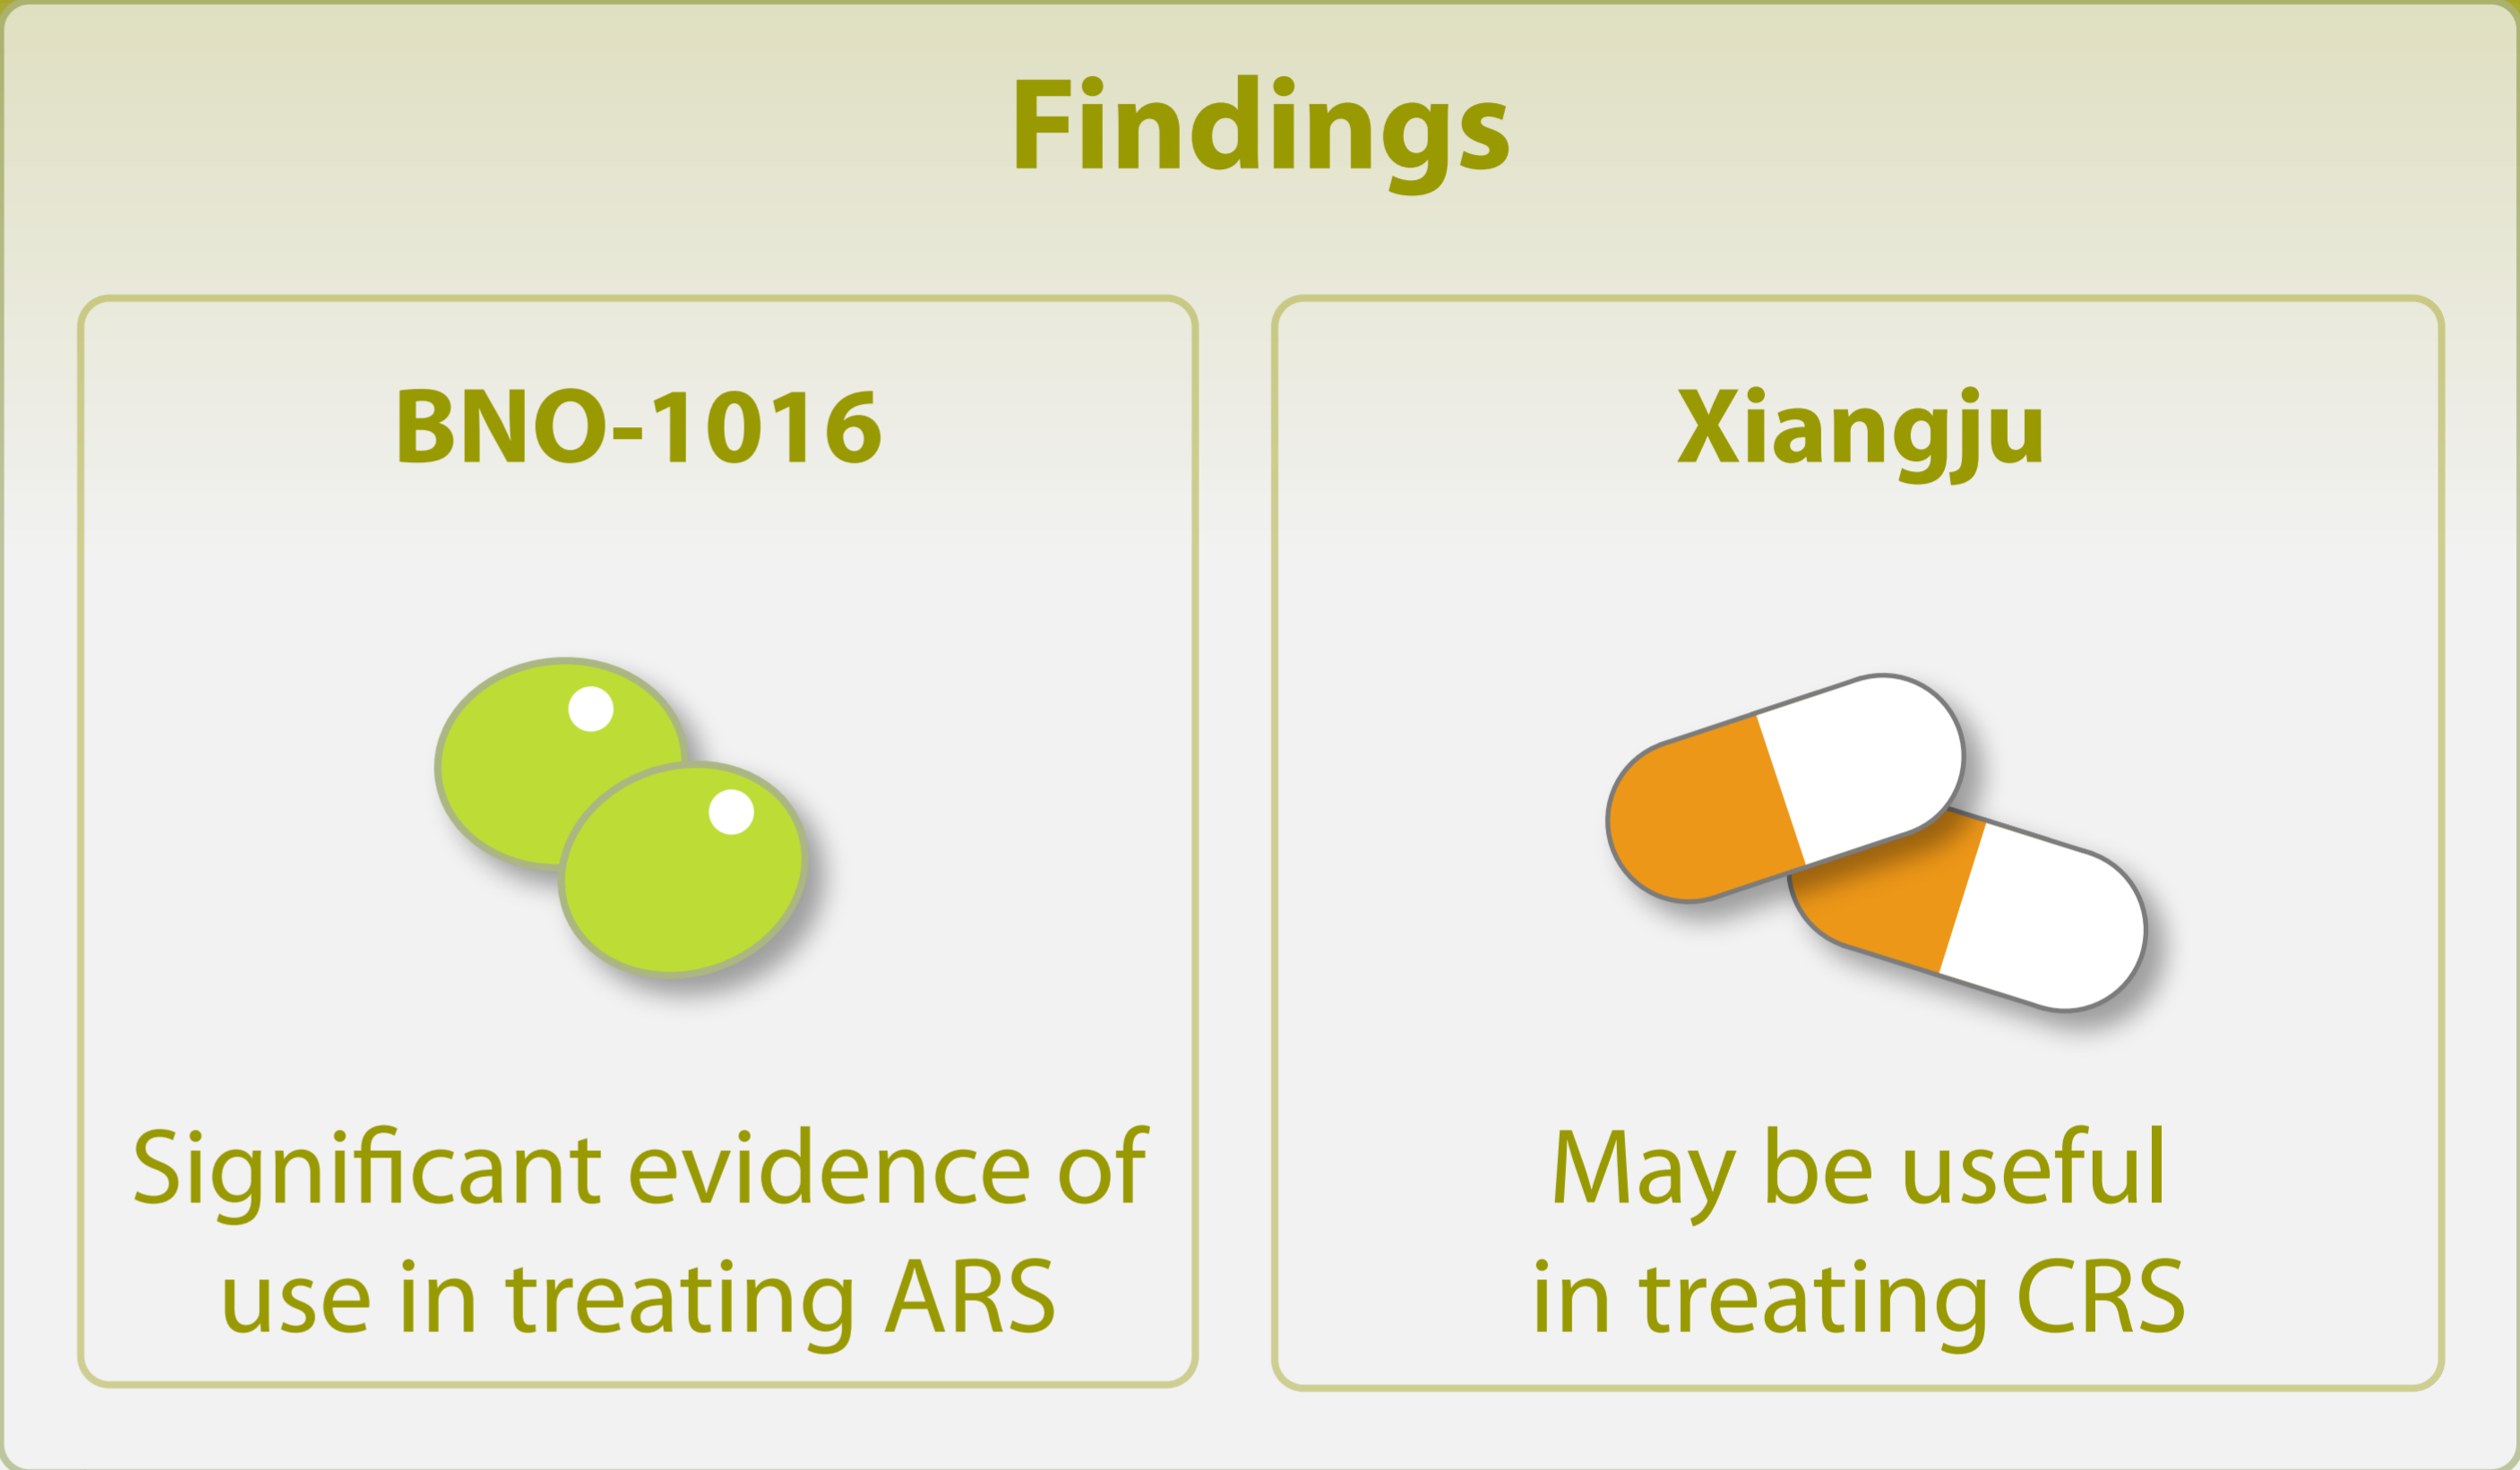 Findings
BNO-1016
Significant evidence of
use in treating ARS
Xiangju
May be useful
in treating CRS